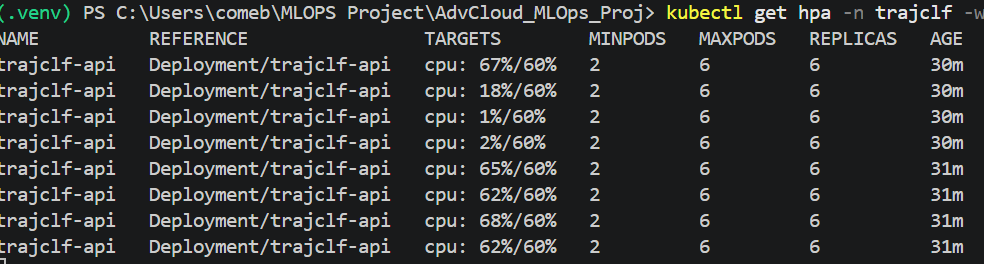 (.venv) PS C:\Users\comeb\MLOPS Project\AdvCloud_MLOps_Proj> kubectl get hpa -n trajclf -w
NAME REFERENCE TARGETS MINPODS MAXPODS REPLICAS AGE
trajclf-api Deployment/trajclf-api cpu: 67%/60% 2 6 6 30m
trajclf-api Deployment/trajclf-api cpu: 18%/60% 2 6 6 30m
trajclf-api Deployment/trajclf-api cpu: 1%/60% 2 6 6 30m
trajclf-api Deployment/trajclf-api cpu: 2%/60% 2 6 6 30m
trajclf-api Deployment/trajclf-api cpu: 65%/60% 2 6 6 31m
trajclf-api Deployment/trajclf-api cpu: 62%/60% 2 6 6 31m
trajclf-api Deployment/trajclf-api cpu: 68%/60% 2 6 6 31m
trajclf-api Deployment/trajclf-api cpu: 62%/60% 2 6 6 31m